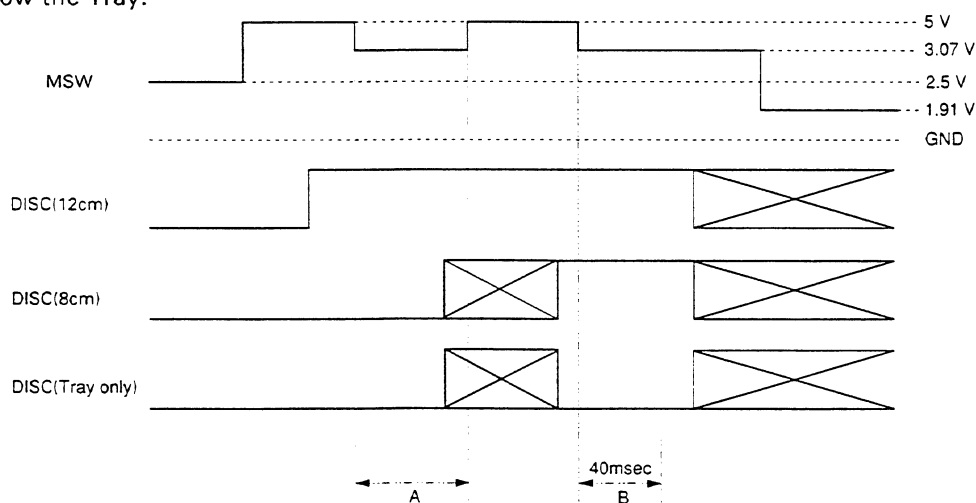 the Tray.
5 V
3.07 V
MSW
2.5 V
1.91 V
GND
DISC(12cm)
DISC(8cm)
DISC(Tray only)
40msec
A
B